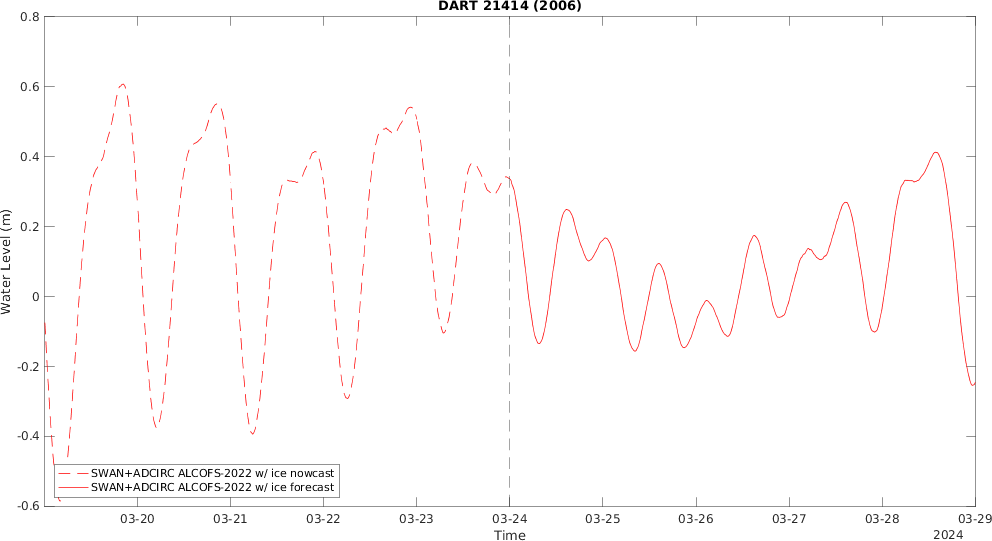 DART 21414 (2006)
0.8
0.6
0.4
0.2
0
-0.2
-0.4
-0.6
Water Level (m)
SWAN+ADCIRC ALCOFS-2022 w/ ice nowcast
SWAN+ADCIRC ALCOFS-2022 w/ ice forecast
03-20 03-21 03-22 03-23 03-24 03-25 03-26 03-27 03-28 03-29
Time
2024